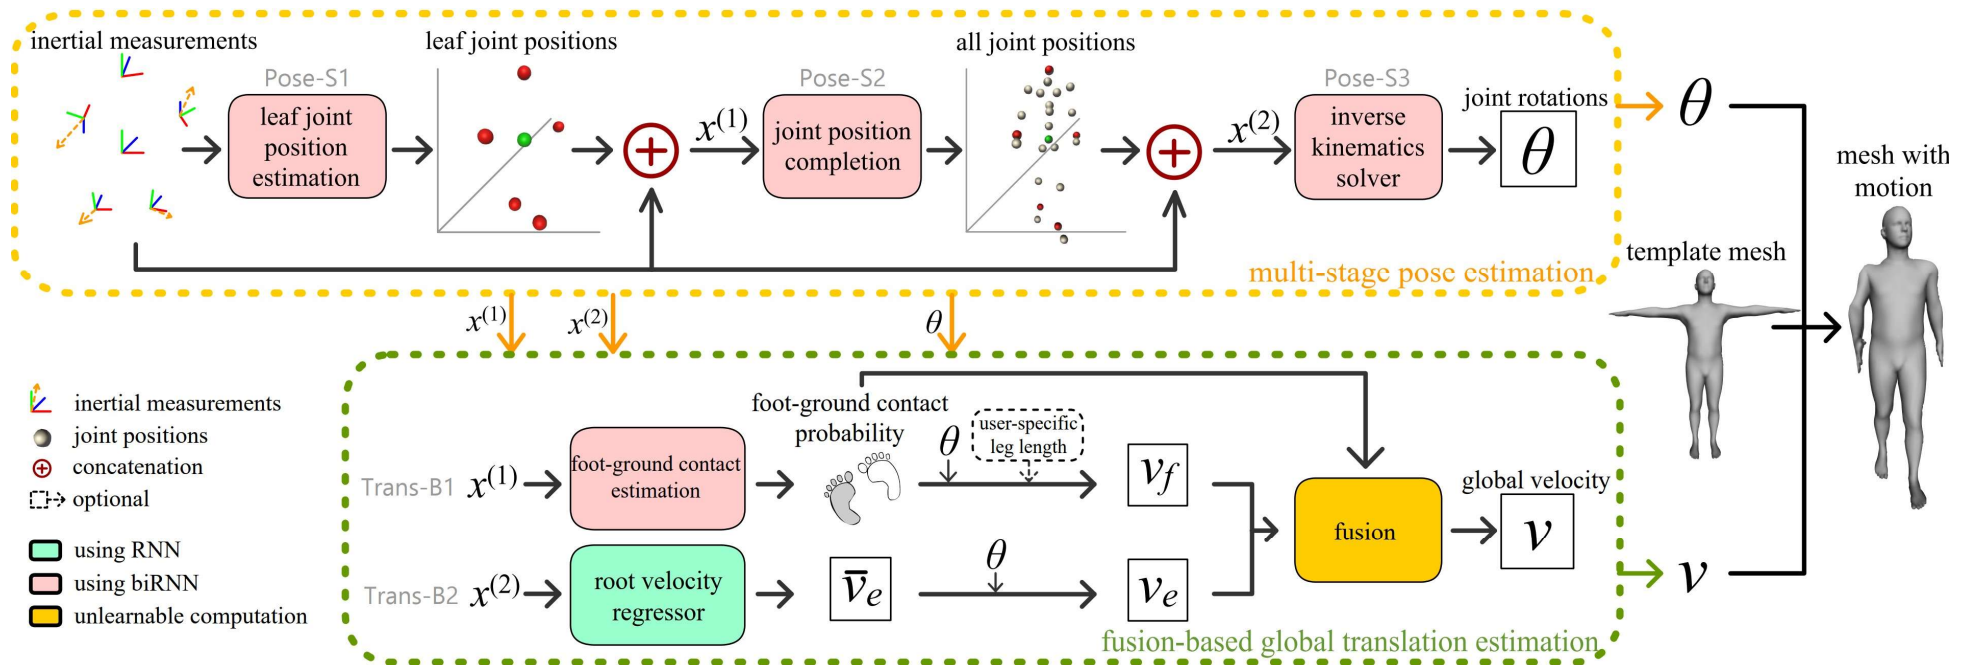 inertial measurements
leaf joint positions
all joint positions
Pose-S1
Pose-S2
Pose-S3
leaf joint
position
estimation
x(1)
joint position
completion
x(2)
inverse
kinematics
solver
joint rotations
θ
θ
mesh with
motion
multi-stage pose estimation
template mesh
x(1)
x(2)
θ
inertial measurements
joint positions
concatenation
optional
using RNN
using biRNN
unlearnable computation
foot-ground contact
probability
θ
user-specific
leg length
Trans-B1
x(1)
foot-ground contact
estimation
vf
fusion
global velocity
v
Trans-B2
x(2)
root velocity
regressor
v̄e
θ
ve
v
fusion-based global translation estimation